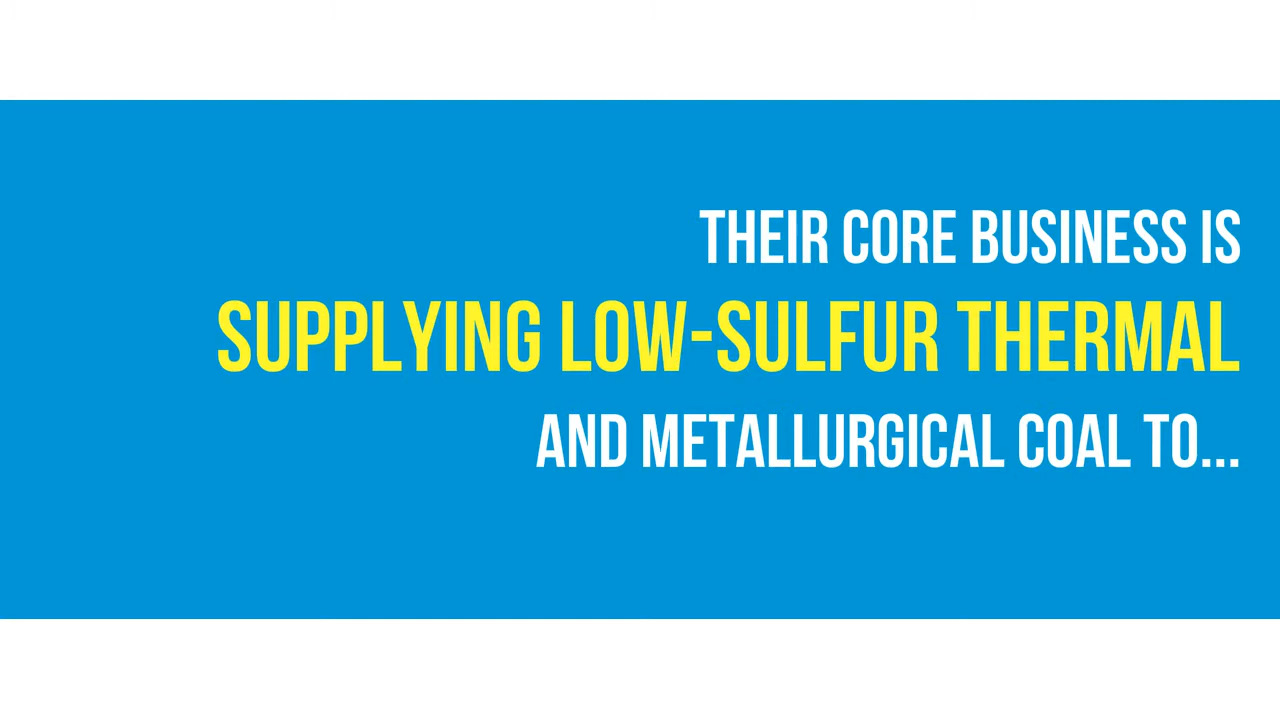 THEIR CORE BUSINESS IS
SUPPLYING LOW-SULFUR THERMAL
AND METALLURGICAL COAL TO...